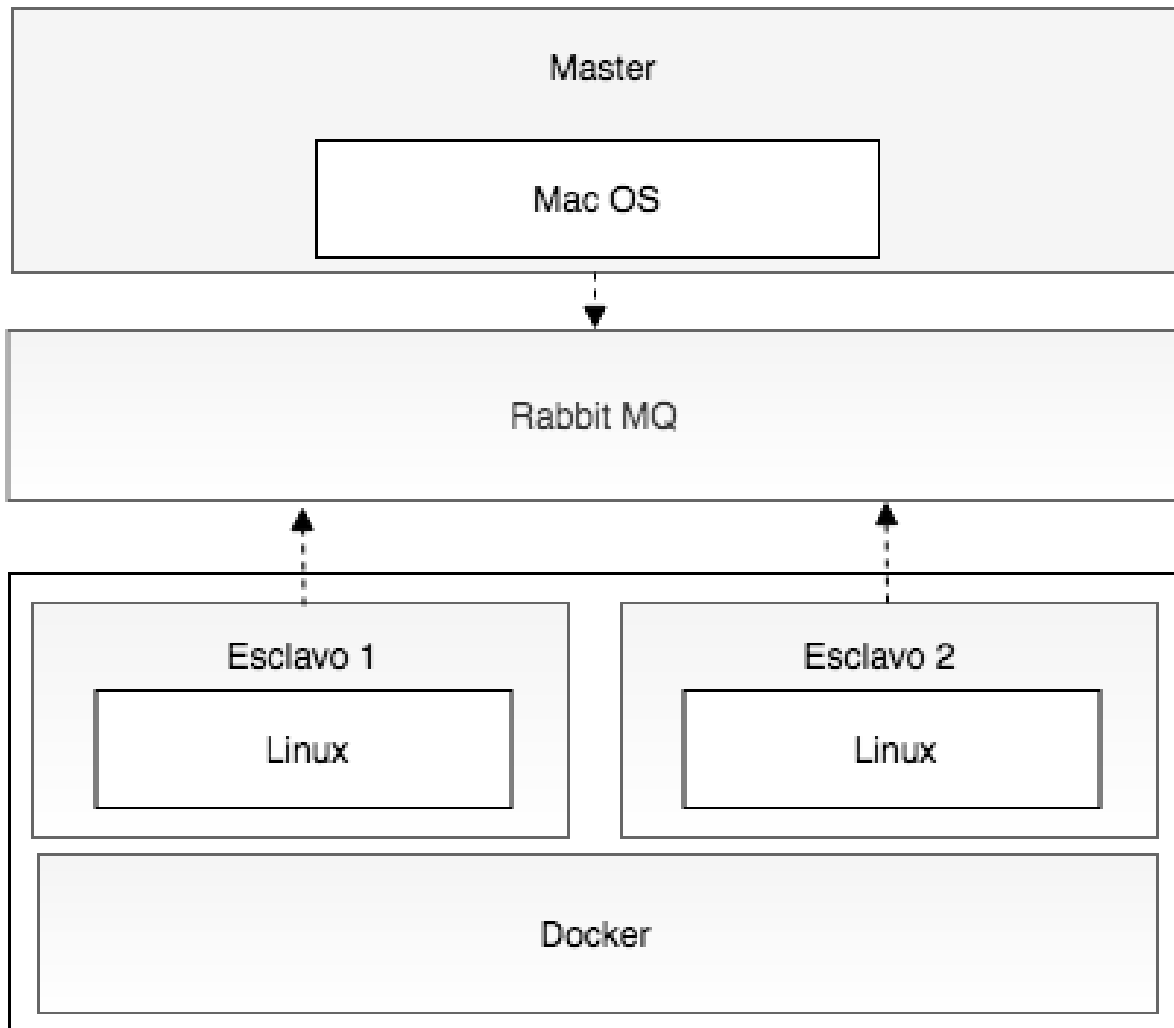 Master
Mac OS
Rabbit MQ
Esclavo 1
Esclavo 2
Linux
Linux
Docker